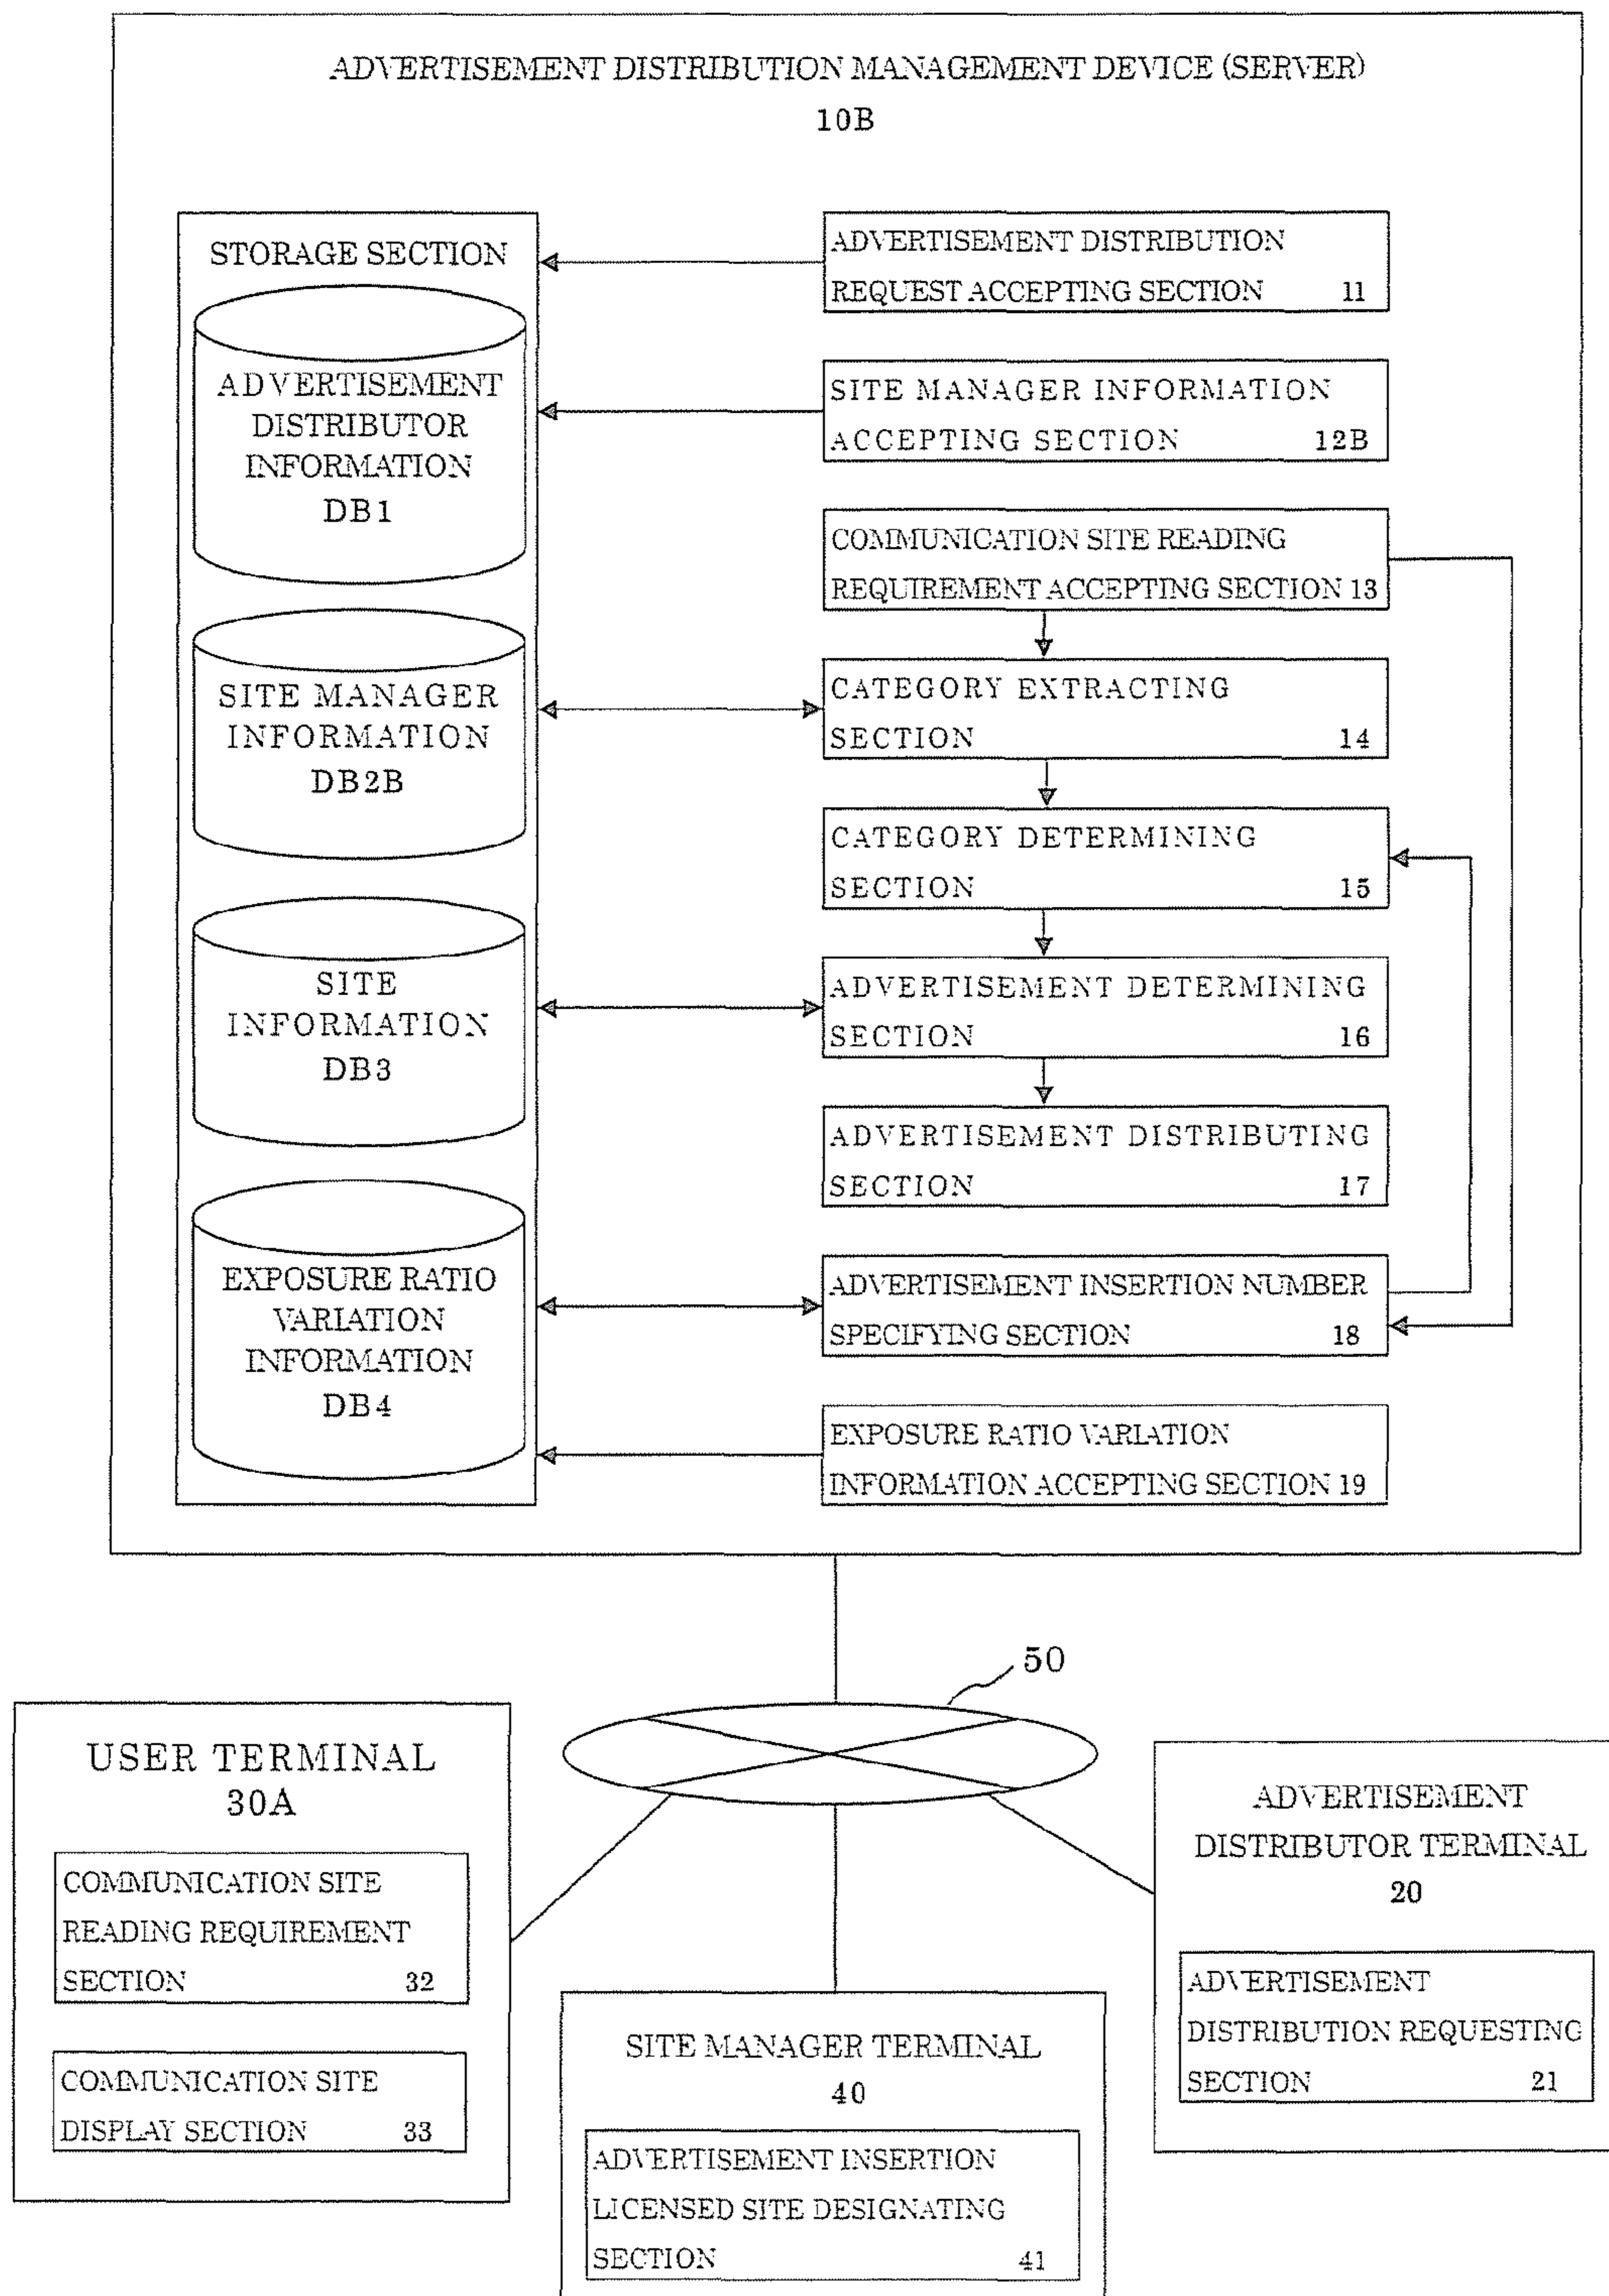 ADVERTISEMENT DISTRIBUTION MANAGEMENT DEVICE (SERVER)
10B
STORAGE SECTION
ADVERTISEMENT
DISTRIBUTOR
INFORMATION
DB1
SITE MANAGER
INFORMATION
DB2B
SITE
INFORMATION
DB3
EXPOSURE RATIO
VARIATION
INFORMATION
DB4
ADVERTISEMENT DISTRIBUTION
REQUEST ACCEPTING SECTION 11
SITE MANAGER INFORMATION
ACCEPTING SECTION 12B
COMMUNICATION SITE READING
REQUIREMENT ACCEPTING SECTION 13
CATEGORY EXTRACTING
SECTION 14
CATEGORY DETERMINING
SECTION 15
ADVERTISEMENT DETERMINING
SECTION 16
ADVERTISEMENT DISTRIBUTING
SECTION 17
ADVERTISEMENT INSERTION NUMBER
SPECIFYING SECTION 18
EXPOSURE RATIO VARIATION
INFORMATION ACCEPTING SECTION 19
50
USER TERMINAL
30A
COMMUNICATION SITE
READING REQUIREMENT
SECTION 32
COMMUNICATION SITE
DISPLAY SECTION 33
SITE MANAGER TERMINAL
40
ADVERTISEMENT INSERTION
LICENSED SITE DESIGNATING
SECTION 41
ADVERTISEMENT
DISTRIBUTOR TERMINAL
20
ADVERTISEMENT
DISTRIBUTION REQUESTING
SECTION 21